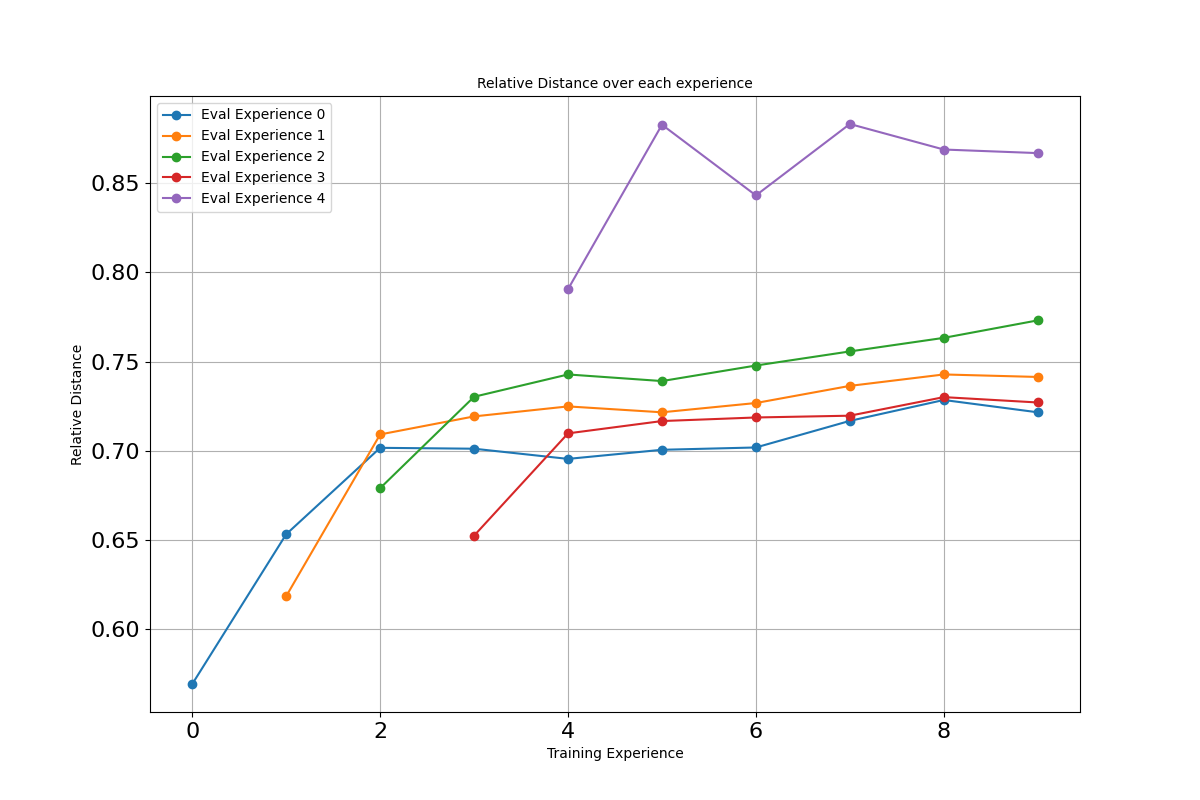 Relative Distance over each experience
Eval Experience 0
Eval Experience 1
Eval Experience 2
Eval Experience 3
Eval Experience 4
0.85
0.80
0.75
0.70
0.65
0.60
Relative Distance
0 2 4 6 8
Training Experience